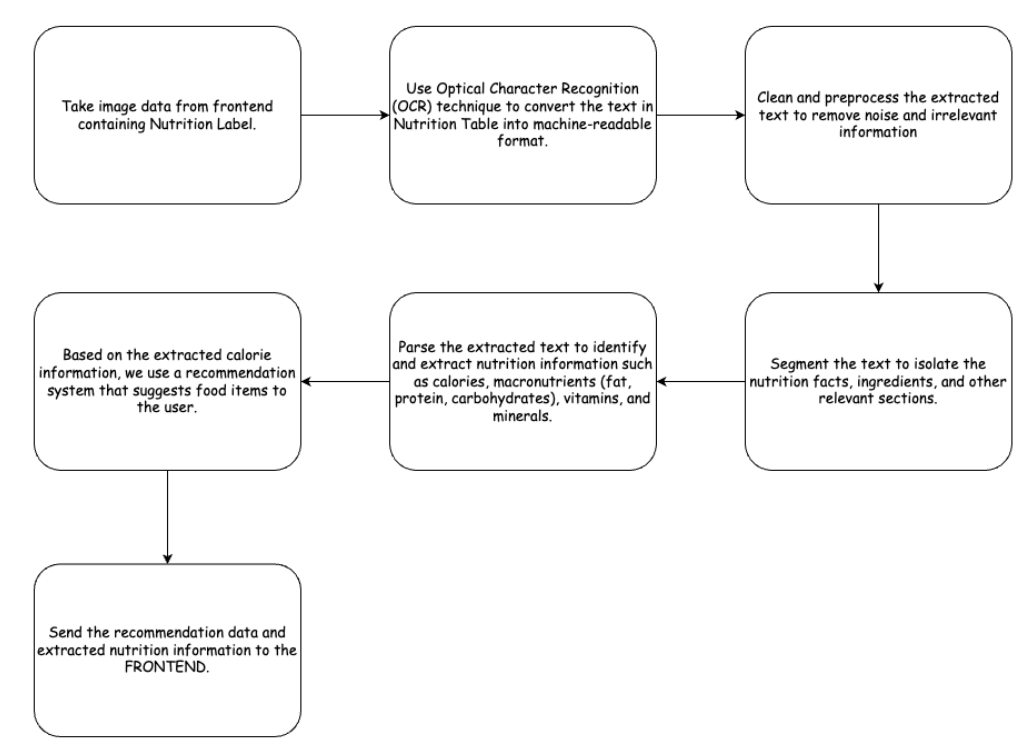 Take image data from frontend
containing Nutrition Label.
Use Optical Character Recognition
(OCR) technique to convert the text in
Nutrition Table into machine-readable
format.
Clean and preprocess the extracted
text to remove noise and irrelevant
information
Segment the text to isolate the
nutrition facts, ingredients, and other
relevant sections.
Parse the extracted text to identify
and extract nutrition information such
as calories, macronutrients (fat,
protein, carbohydrates), vitamins, and
minerals.
Based on the extracted calorie
information, we use a recommendation
system that suggests food items to
the user.
Send the recommendation data and
extracted nutrition information to the
FRONTEND.